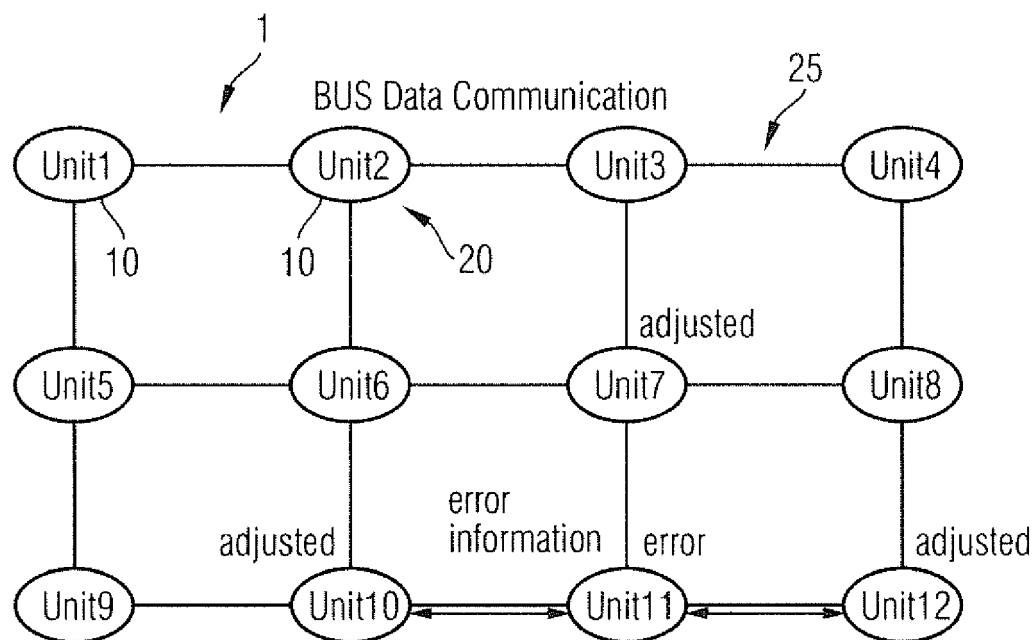 1
BUS Data Communication
25
Unit1
Unit2
Unit3
Unit4
10
10
20
adjusted
Unit5
Unit6
Unit7
Unit8
error
information
adjusted
error
adjusted
Unit9
Unit10
Unit11
Unit12